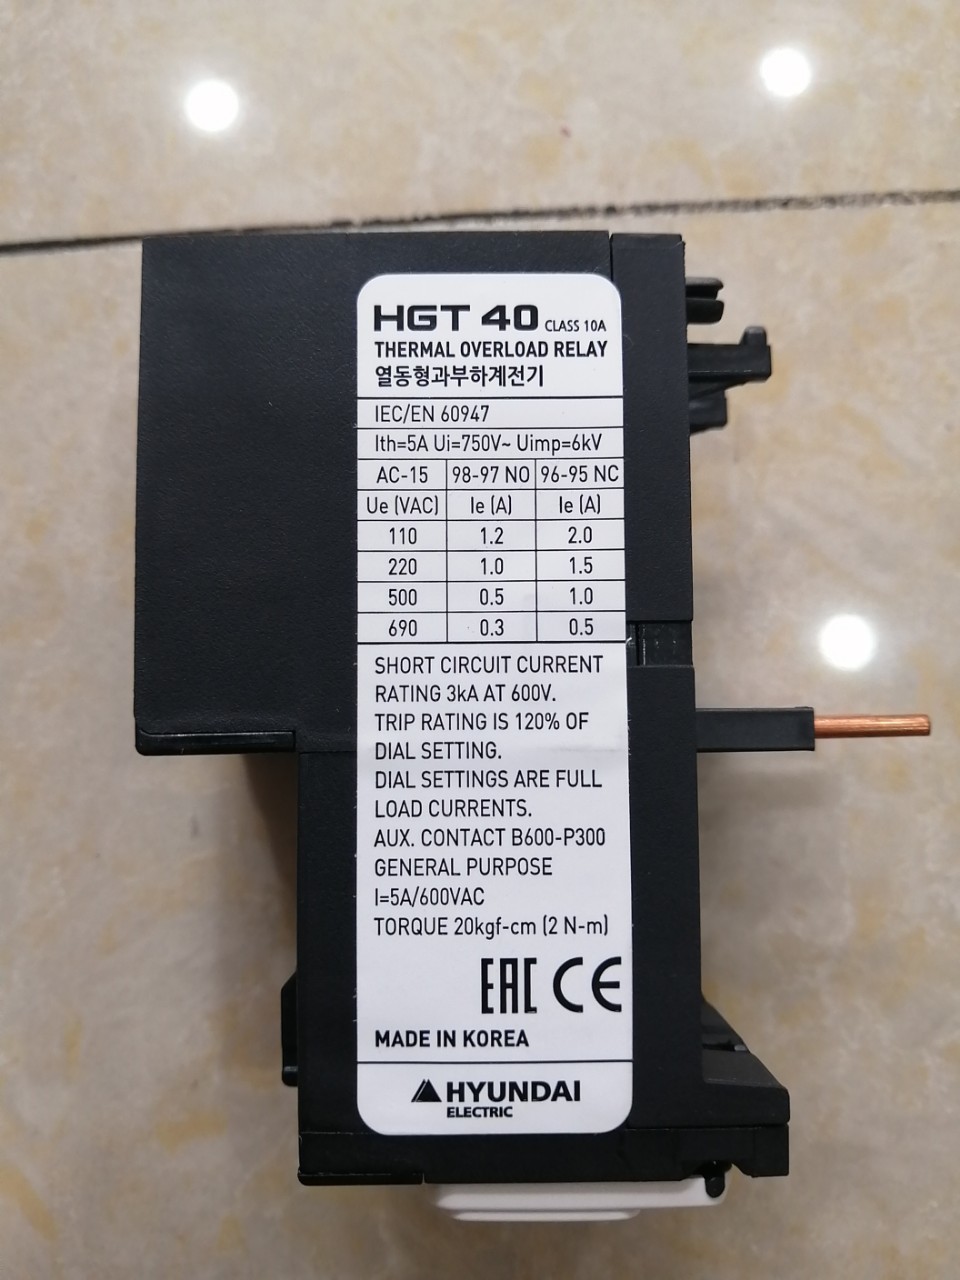 HGT 40 CLASS 10A
THERMAL OVERLOAD RELAY
열동형과부하계전기
IEC/EN 60947
Ith=5A Ui=750V~ Uimp=6kV
AC-15 98-97 NO 96-95 NC
Ue (VAC) Ie (A) Ie (A)
110 1.2 2.0
220 1.0 1.5
500 0.5 1.0
690 0.3 0.5
SHORT CIRCUIT CURRENT
RATING 3kA AT 600V.
TRIP RATING IS 120% OF
DIAL SETTING.
DIAL SETTINGS ARE FULL
LOAD CURRENTS.
AUX. CONTACT B600-P300
GENERAL PURPOSE
I=5A/600VAC
TORQUE 20kgf-cm (2 N-m)
EAC CE
MADE IN KOREA
HYUNDAI
ELECTRIC